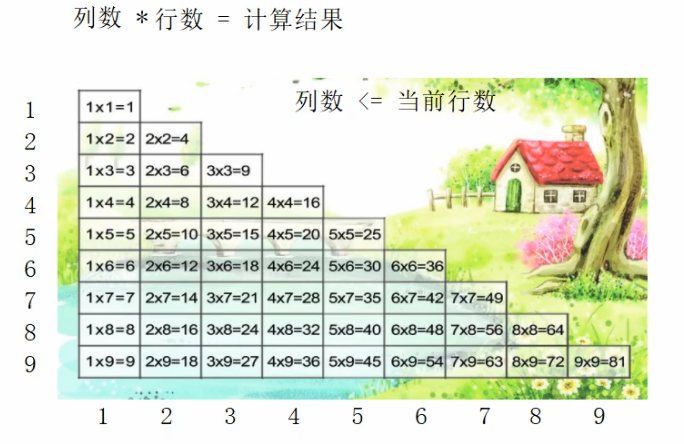 列数 * 行数 = 计算结果
列数 <= 当前行数
1 1x1=1
2 1x2=2 2x2=4
3 1x3=3 2x3=6 3x3=9
4 1x4=4 2x4=8 3x4=12 4x4=16
5 1x5=5 2x5=10 3x5=15 4x5=20 5x5=25
6 1x6=6 2x6=12 3x6=18 4x6=24 5x6=30 6x6=36
7 1x7=7 2x7=14 3x7=21 4x7=28 5x7=35 6x7=42 7x7=49
8 1x8=8 2x8=16 3x8=24 4x8=32 5x8=40 6x8=48 7x8=56 8x8=64
9 1x9=9 2x9=18 3x9=27 4x9=36 5x9=45 6x9=54 7x9=63 8x9=72 9x9=81
1 2 3 4 5 6 7 8 9